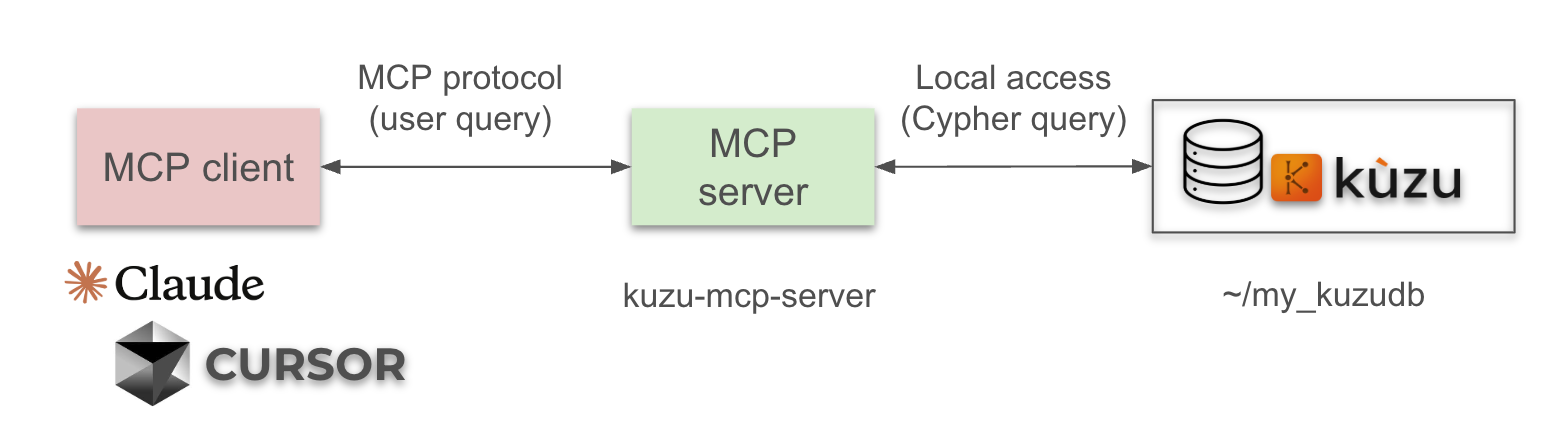 MCP protocol
(user query)
Local access
(Cypher query)
MCP client
MCP
server
kùzu
Claude
CURSOR
kuzu-mcp-server
~/my_kuzudb